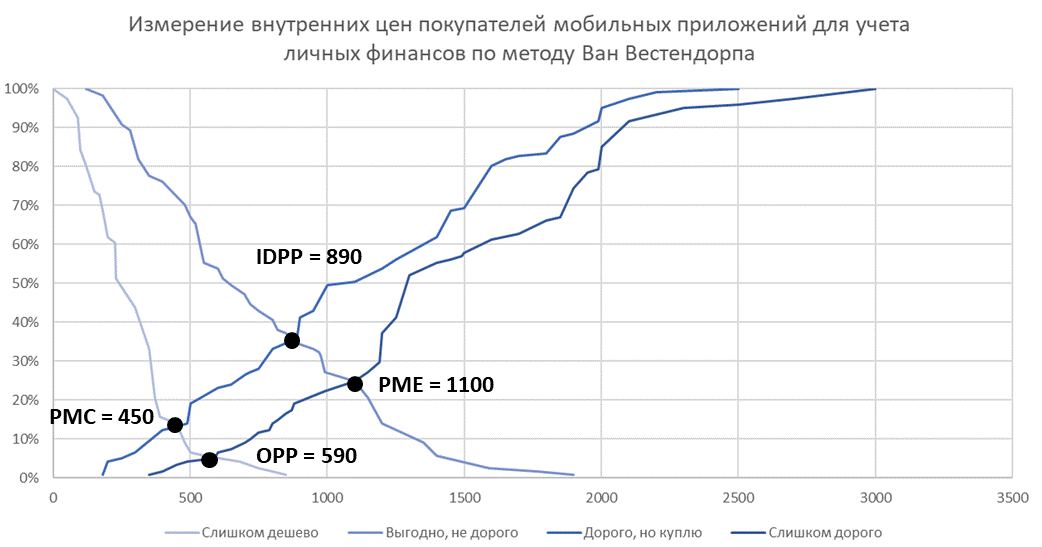 Измерение внутренних цен покупателей мобильных приложений для учета
личных финансов по методу Ван Вестендорпа
100%
90%
80%
70%
60%
50%
40%
30%
20%
10%
0%
IDPP = 890
PME = 1100
PMC = 450
OPP = 590
0 500 1000 1500 2000 2500 3000 3500
Слишком дешево Выгодно, не дорого Дорого, но куплю Слишком дорого